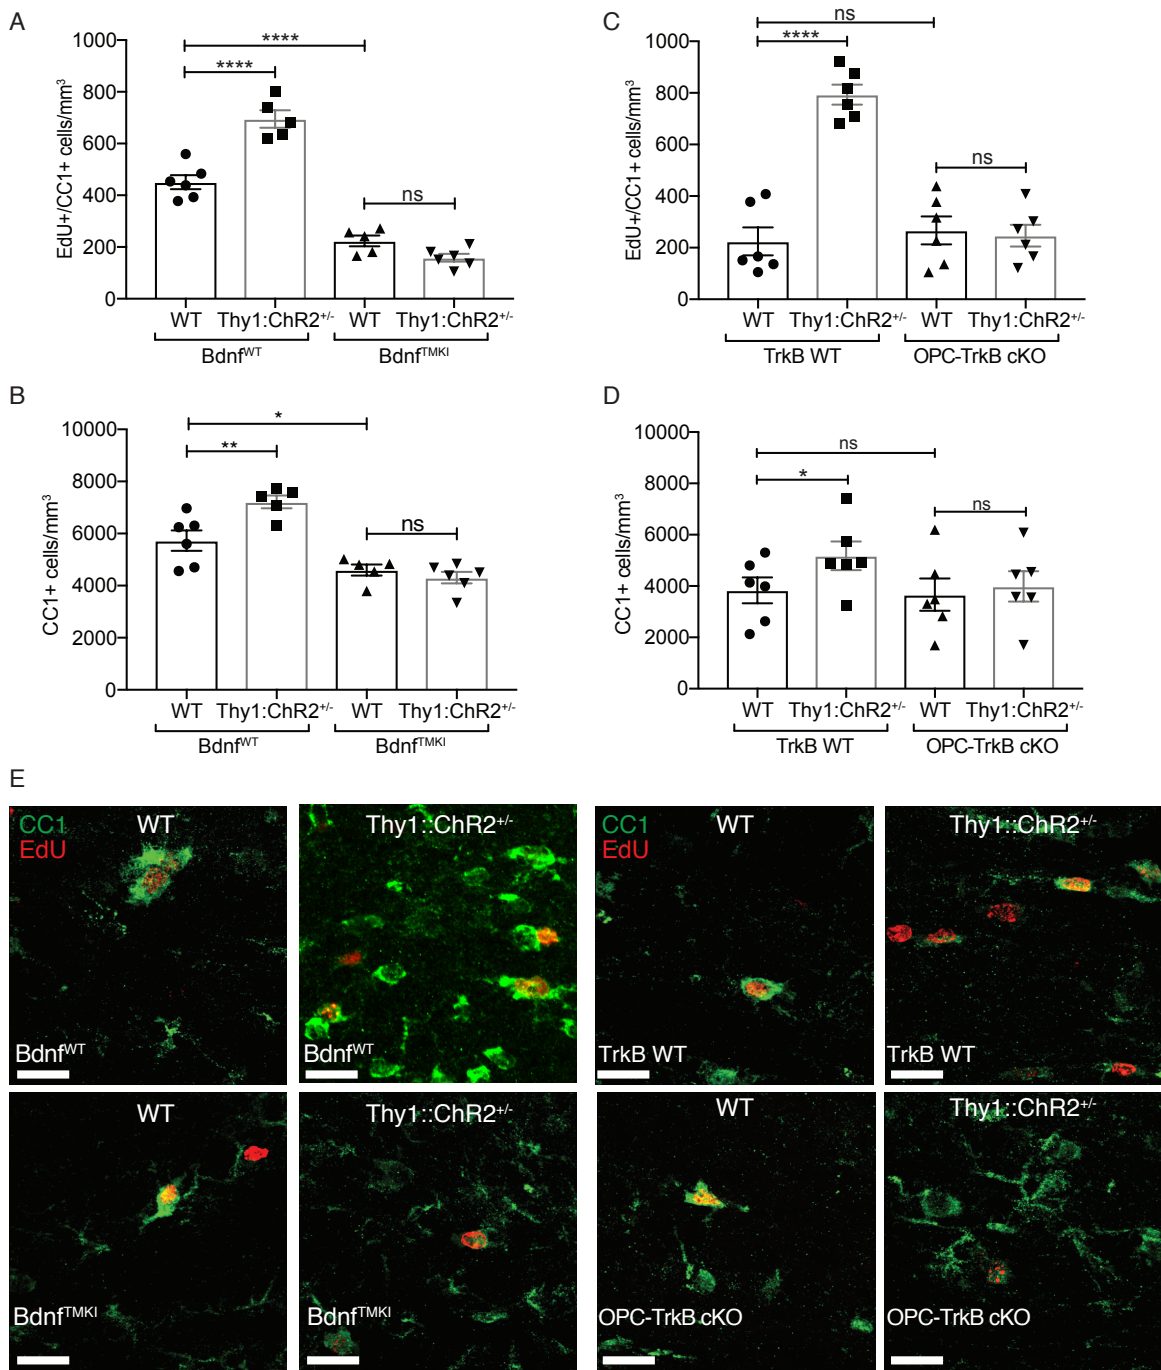 A
EdU+/CC1+ cells/mm³
1000
800
600
400
200
0
****
****
ns
WT Thy1:ChR2+/- WT Thy1:ChR2+/-
BdnfWT BdnfTMKI
C
EdU+/CC1+ cells/mm³
1000
800
600
400
200
0
ns
****
ns
WT Thy1:ChR2+/- WT Thy1:ChR2+/-
TrkB WT OPC-TrkB cKO
B
CC1+ cells/mm³
10000
8000
6000
4000
2000
0
*
**
ns
WT Thy1:ChR2+/- WT Thy1:ChR2+/-
BdnfWT BdnfTMKI
D
CC1+ cells/mm³
10000
8000
6000
4000
2000
0
ns
*
ns
WT Thy1:ChR2+/- WT Thy1:ChR2+/-
TrkB WT OPC-TrkB cKO
E
CC1 WT
EdU
BdnfWT
Thy1::ChR2+/-
BdnfWT
CC1 WT
EdU
TrkB WT
Thy1::ChR2+/-
TrkB WT
WT
BdnfTMKI
Thy1::ChR2+/-
BdnfTMKI
WT
OPC-TrkB cKO
Thy1::ChR2+/-
OPC-TrkB cKO